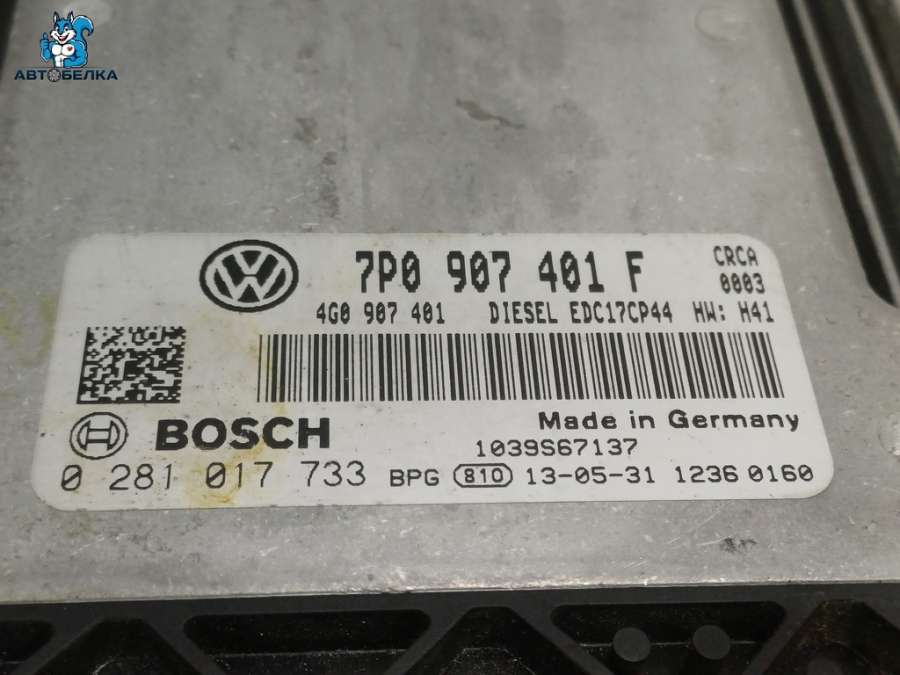 АВТОБЕЛКА
7P0 907 401 F CRCA
0003
4G0 907 401 DIESEL EDC17CP44 HW: H41
BOSCH Made in Germany
1039S67137
0 281 017 733 BPG 810 13-05-31 1236 0160